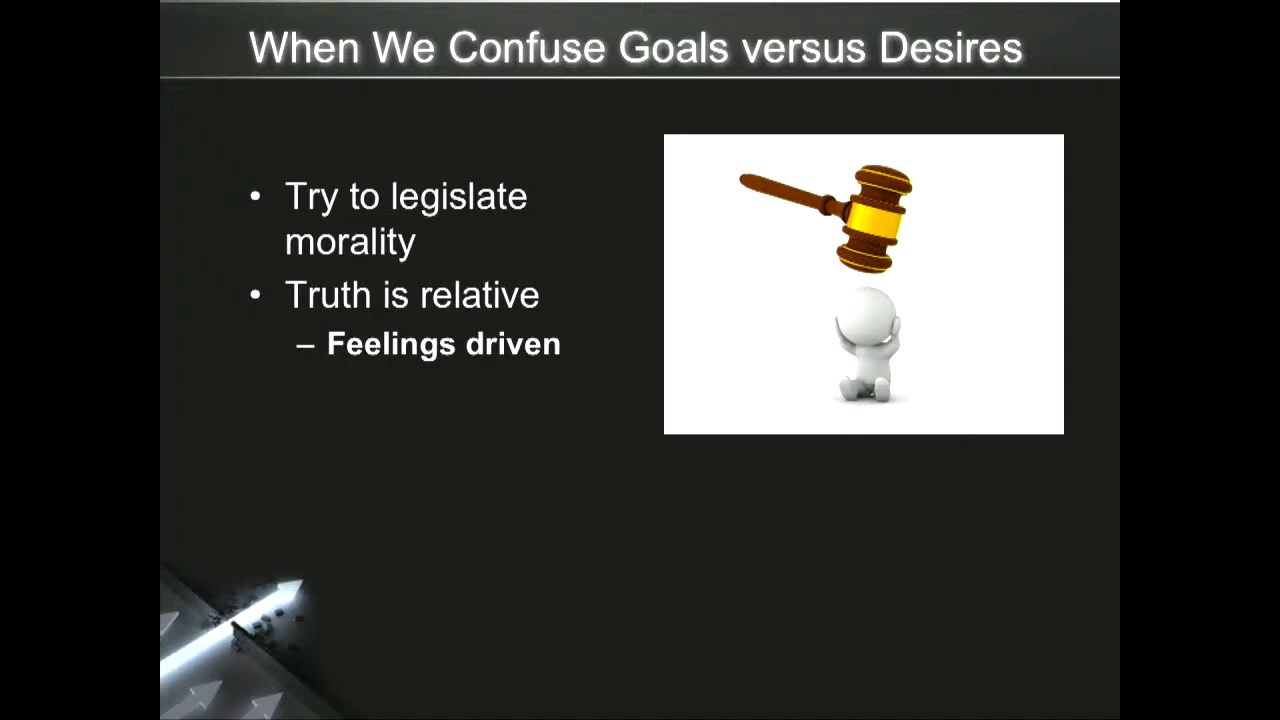 When We Confuse Goals versus Desires
• Try to legislate
morality
• Truth is relative
– Feelings driven